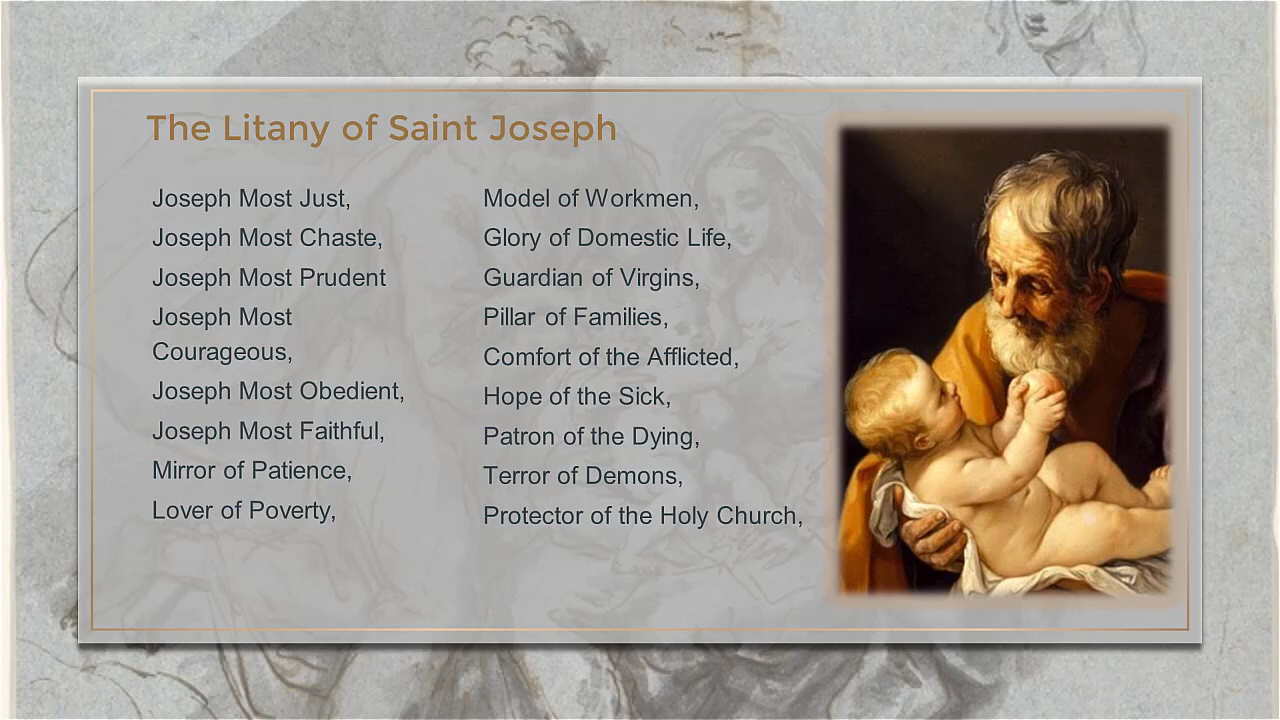 The Litany of Saint Joseph
Joseph Most Just,
Joseph Most Chaste,
Joseph Most Prudent
Joseph Most
Courageous,
Joseph Most Obedient,
Joseph Most Faithful,
Mirror of Patience,
Lover of Poverty,
Model of Workmen,
Glory of Domestic Life,
Guardian of Virgins,
Pillar of Families,
Comfort of the Afflicted,
Hope of the Sick,
Patron of the Dying,
Terror of Demons,
Protector of the Holy Church,